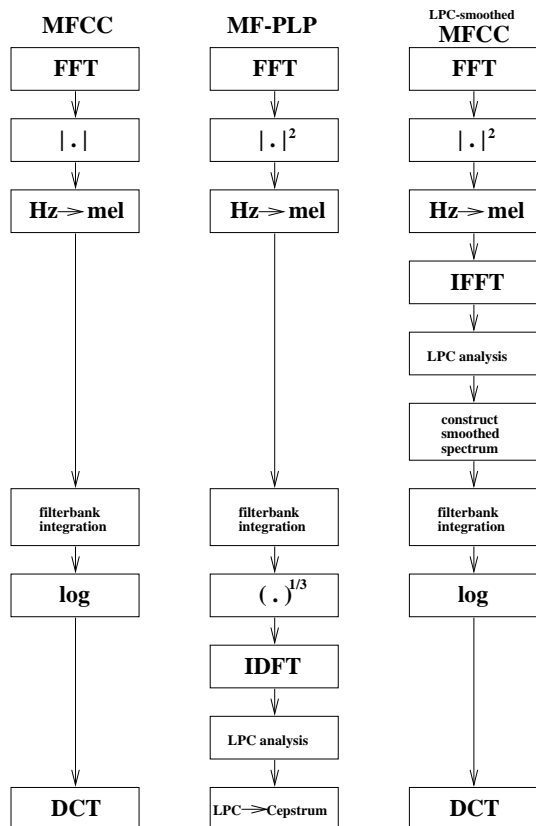 MFCC
FFT
| . |
Hz→mel
filterbank
integration
log
DCT
MF-PLP
FFT
| . |²
Hz→mel
filterbank
integration
( . )^1/3
IDFT
LPC analysis
LPC→Cepstrum
LPC-smoothed
MFCC
FFT
| . |²
Hz→mel
IFFT
LPC analysis
construct
smoothed
spectrum
filterbank
integration
log
DCT